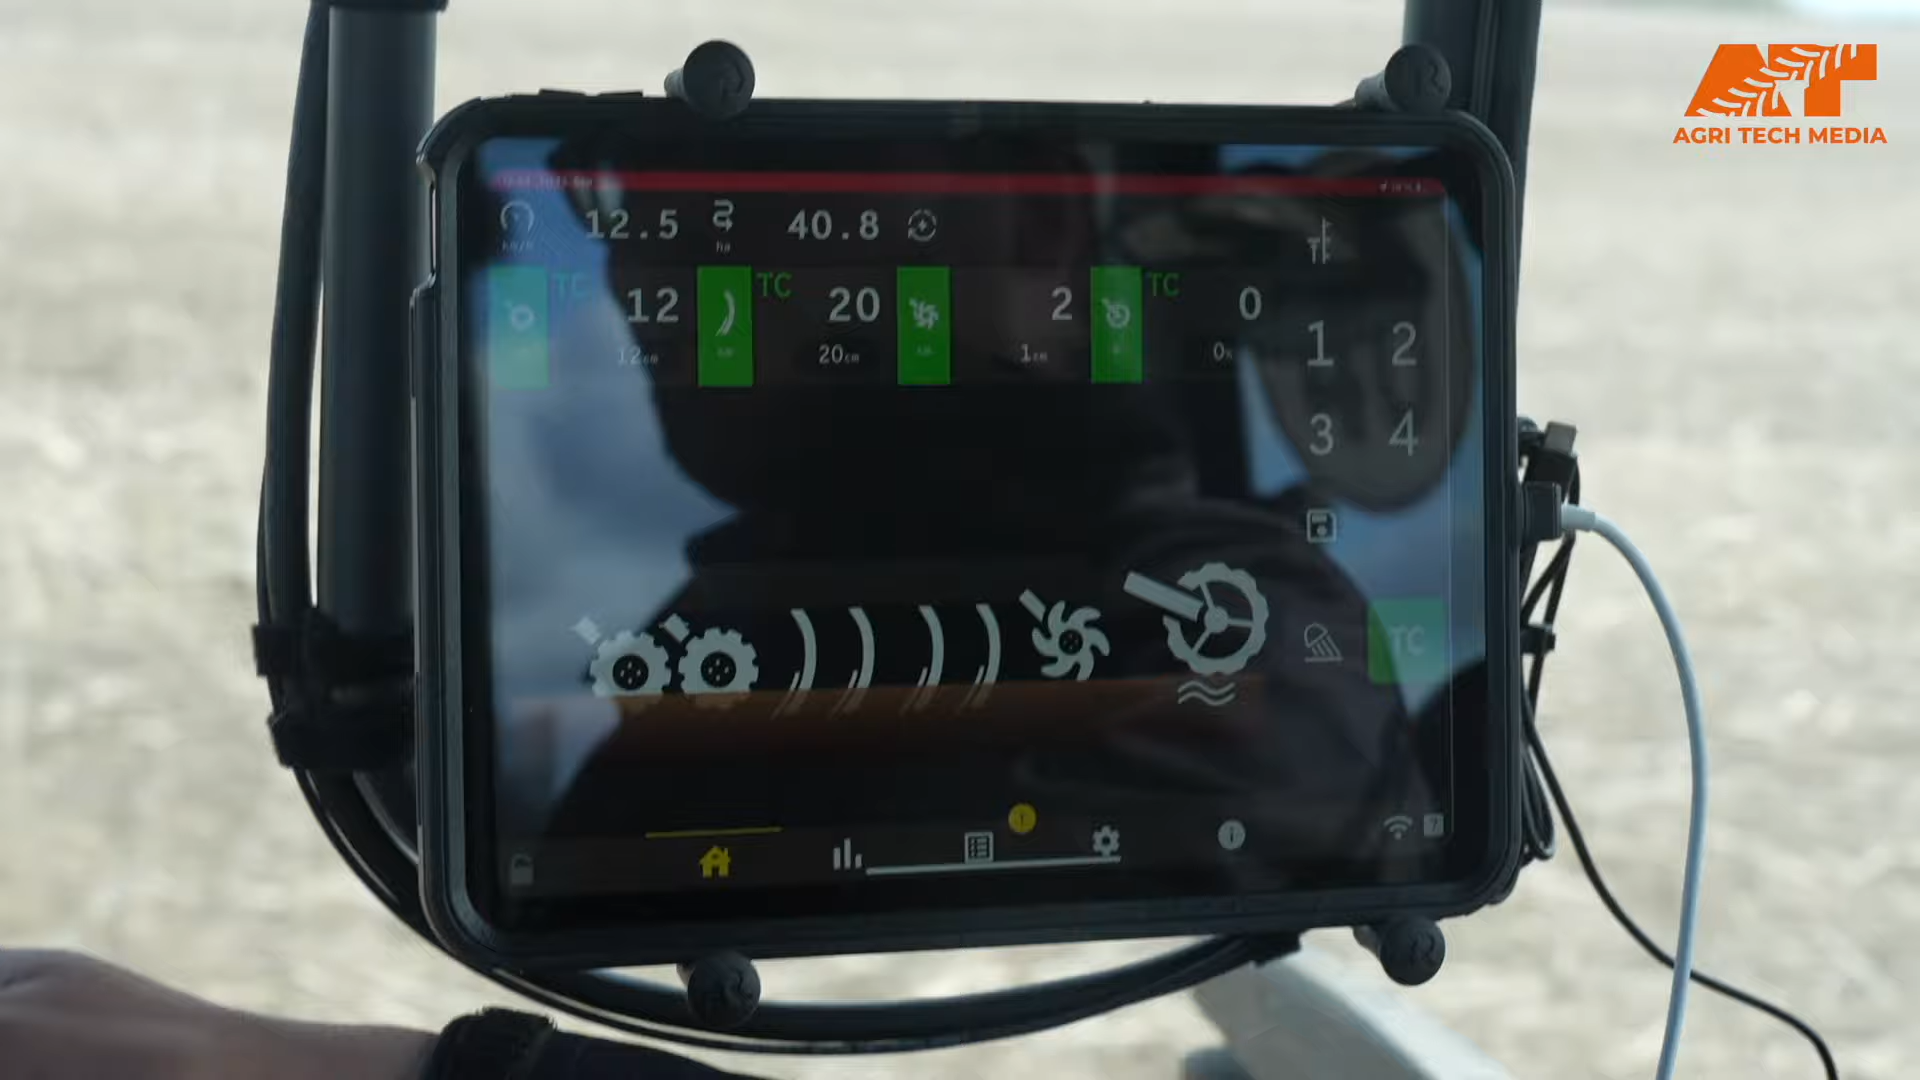 AGRI TECH MEDIA
12.5 40.8
km/h ha
TC 12 TC 20 2 TC 0
12cm 20cm 1cm 0%
1 2
3 4
TC